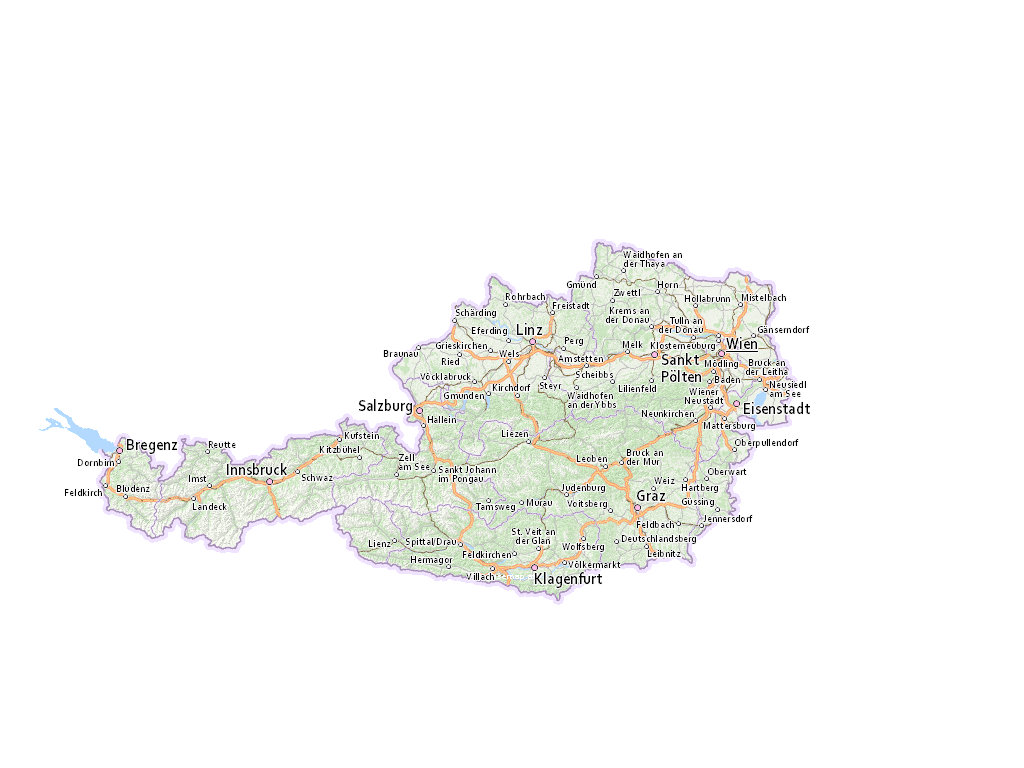 Waidhofen an
der Thaya
Gmünd
Zwettl
Horn
Hollabrunn
Mistelbach
Rohrbach
Freistadt
Schärding
Krems an
der Donau
Tulln an
der Donau
Gänserndorf
Eferding
Linz
Perg
Melk
Klosterneuburg
Wien
Grieskirchen
Braunau
Ried
Wels
Amstetten
Sankt
Pölten
Mödling
Bruck an
der Leitha
Vöcklabruck
Steyr
Scheibbs
Lilienfeld
Baden
Neusiedl
am See
Gmunden
Kirchdorf
Waidhofen
an der Ybbs
Wiener
Neustadt
Salzburg
Eisenstadt
Hallein
Neunkirchen
Mattersburg
Liezen
Oberpullendorf
Kufstein
Kitzbühel
Bregenz
Reutte
Dornbirn
Zell
am See
Sankt Johann
im Pongau
Leoben
Bruck an
der Mur
Oberwart
Innsbruck
Schwaz
Imst
Feldkirch
Bludenz
Landeck
Judenburg
Weiz
Hartberg
Tamsweg
Murau
Voitsberg
Graz
Güssing
Jennersdorf
Feldbach
St. Veit an
der Glan
Deutschlandsberg
Leibnitz
Lienz
Spittal/Drau
Feldkirchen
Wolfsberg
Hermagor
Völkermarkt
Villach
Klagenfurt